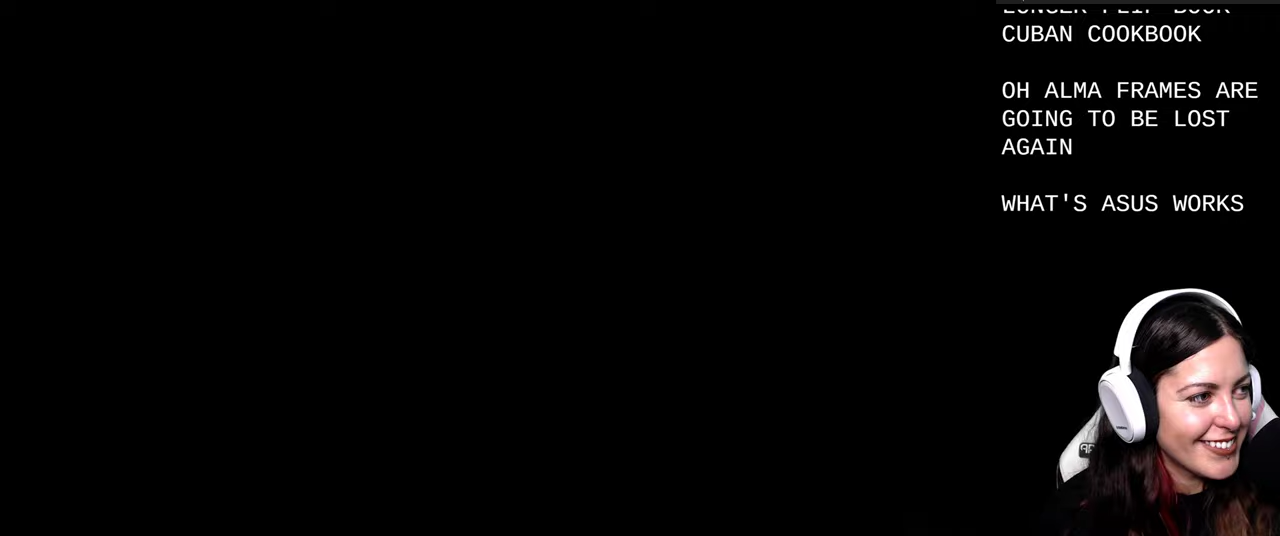 CUBAN COOKBOOK
OH ALMA FRAMES ARE
GOING TO BE LOST
AGAIN
WHAT'S ASUS WORKS